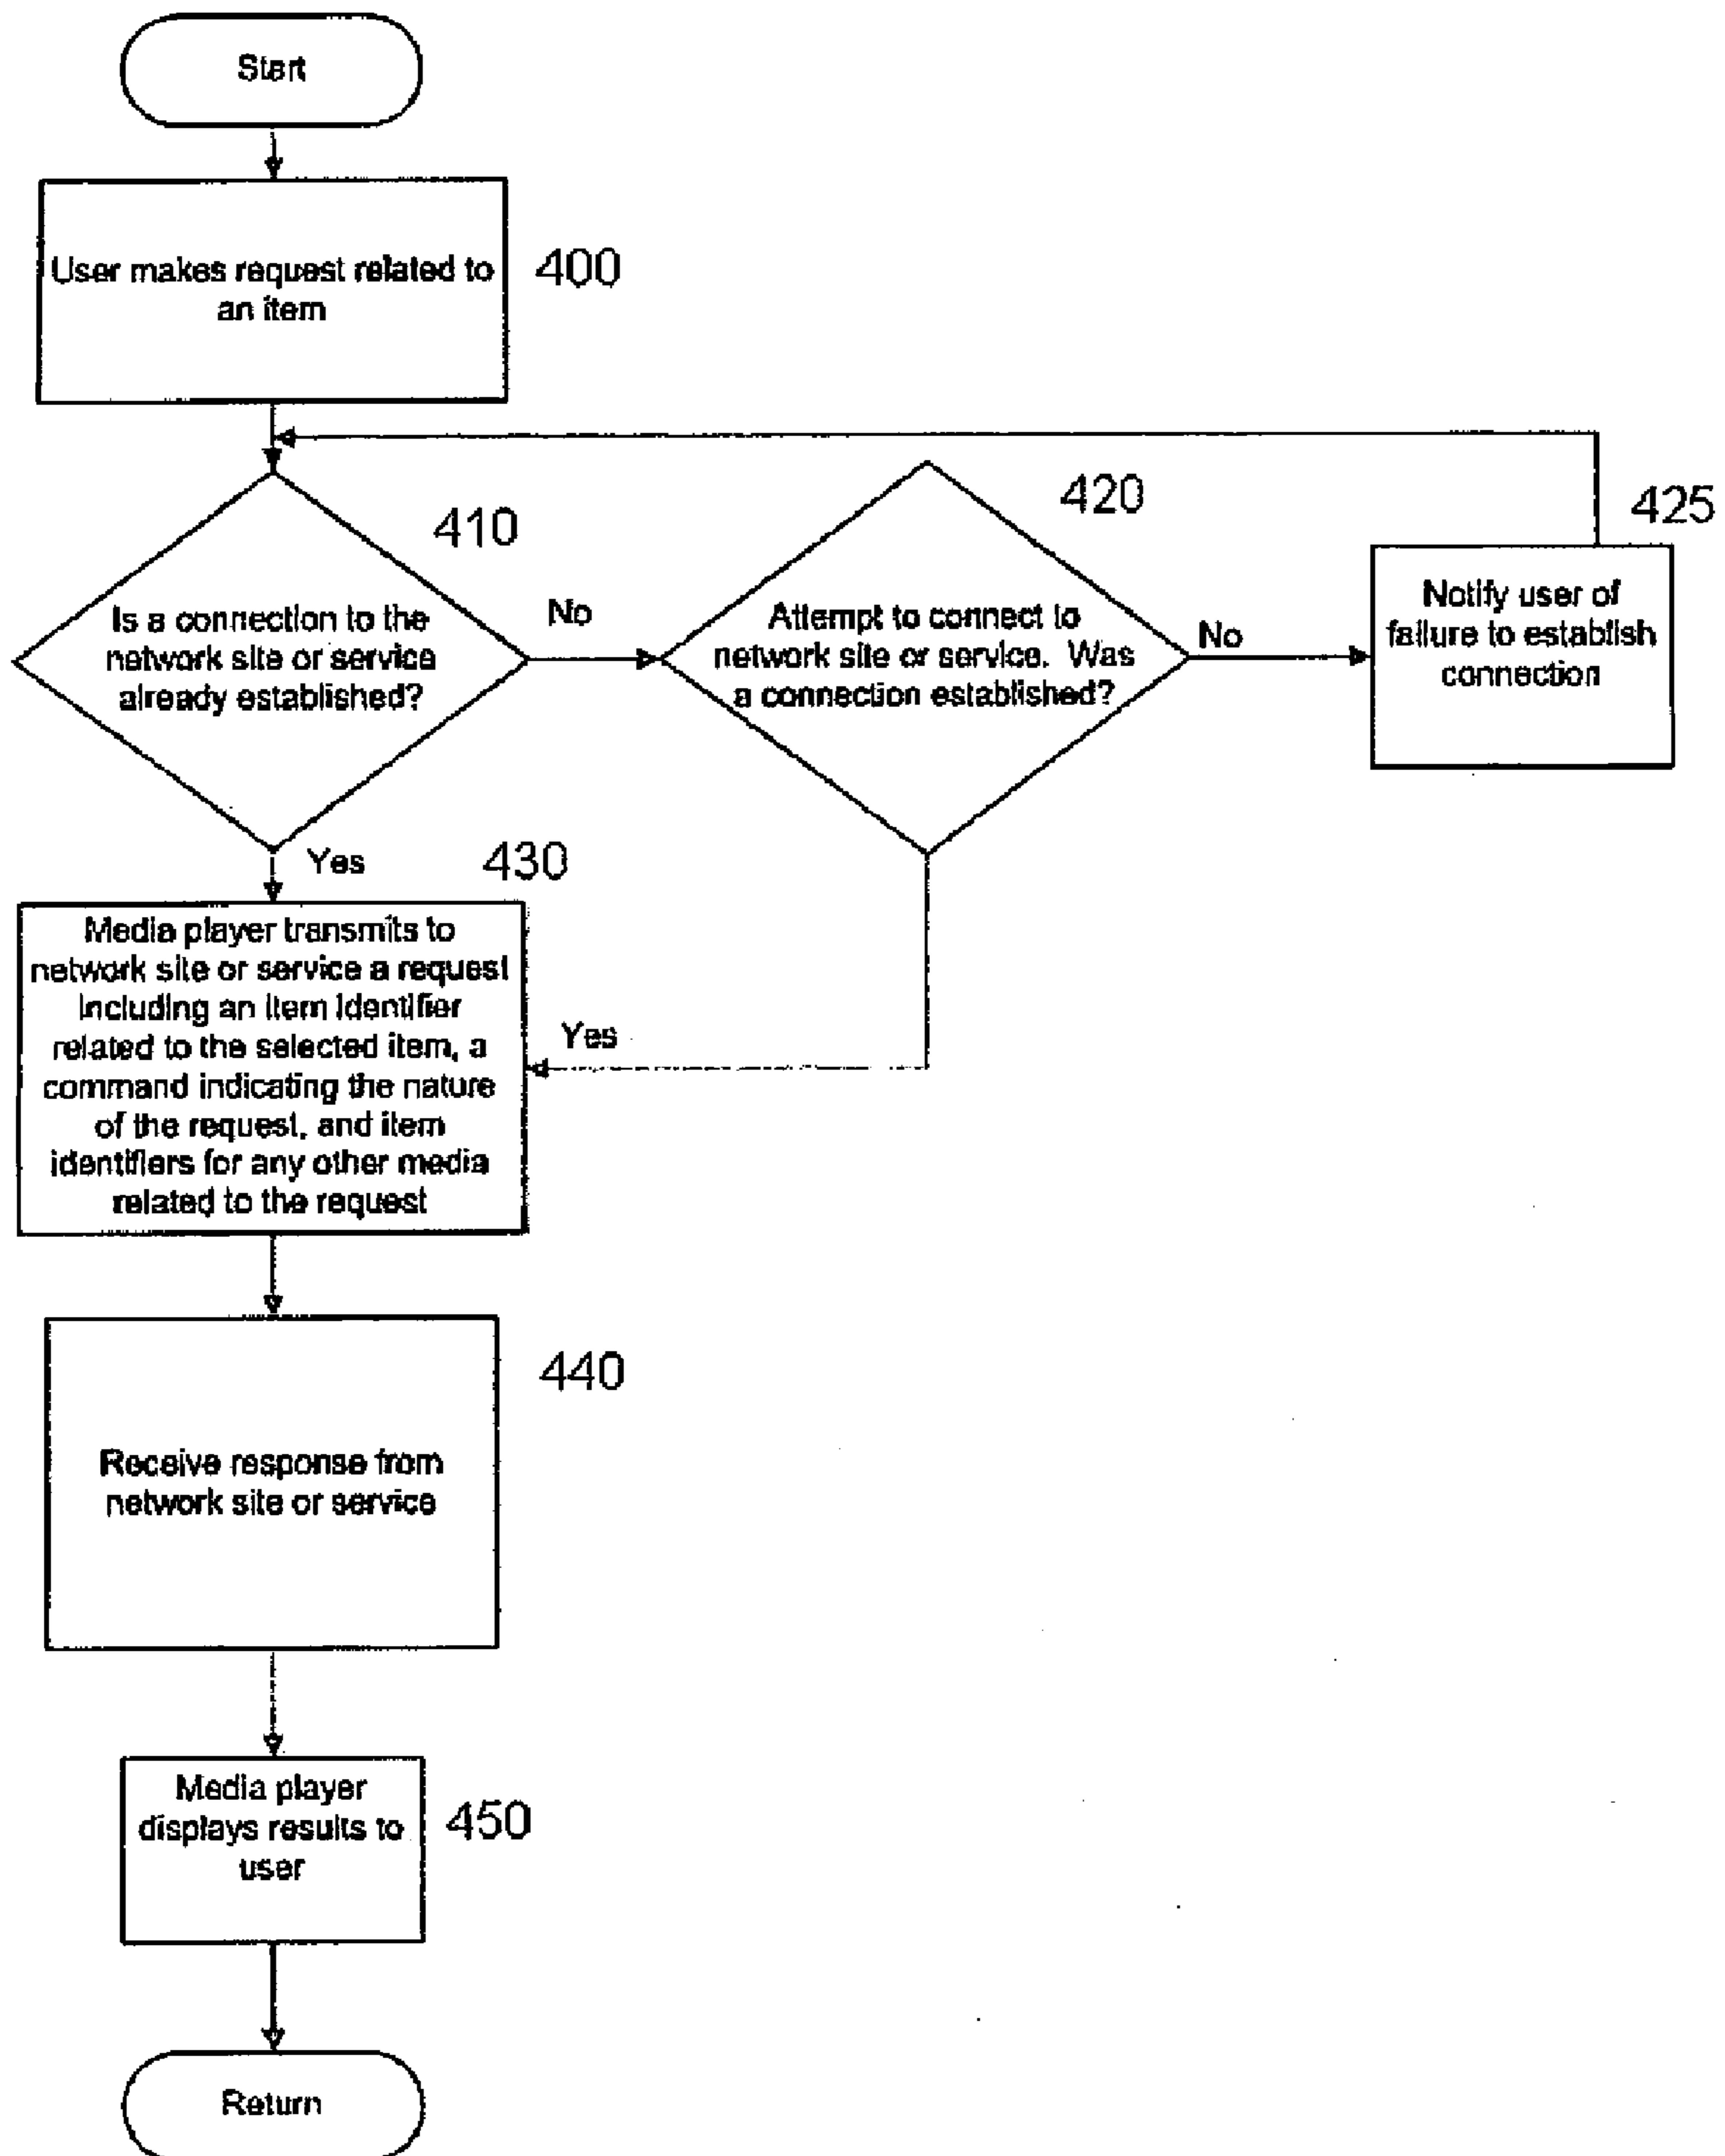 Start
User makes request related to
an item
400
410
Is a connection to the
network site or service
already established?
No
420
Attempt to connect to
network site or service. Was
a connection established?
No
425
Notify user of
failure to establish
connection
Yes
430
Media player transmits to
network site or service a request
including an item identifier
related to the selected item, a
command indicating the nature
of the request, and item
identifiers for any other media
related to the request
Yes
440
Receive response from
network site or service
Media player
displays results to
user
450
Return